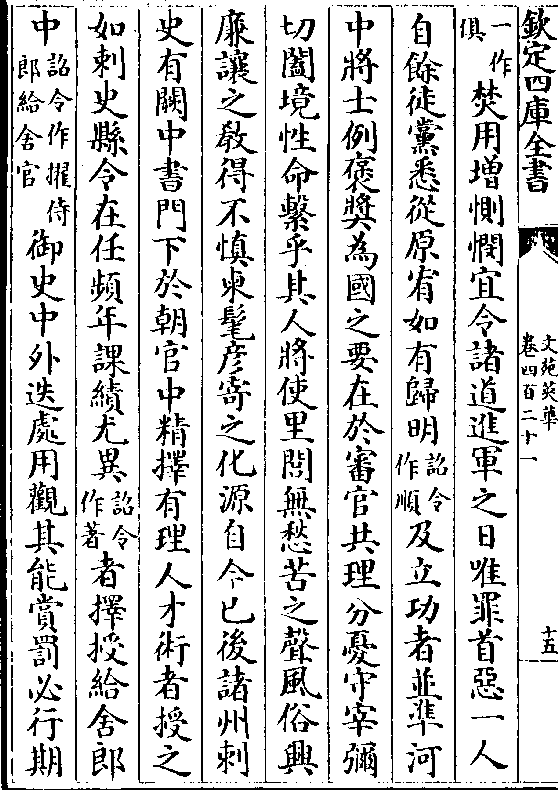 欽定四庫全書
文苑英華
卷四百二十一
十五
一作俱焚用增惻憫宜令諸道進軍之日唯罪首惡一人
自餘徒黨悉從原宥如有歸明詔令作順及立功者並準河
中將士例褒奬為國之要在於審官共理分憂守宰彌
切闔境性命繫乎其人將使里閭無愁苦之聲風俗興
廉讓之敎得不慎柬髦彦寄之化源自今已後諸州刺
史有闕中書門下於朝官中精擇有理人才術者授之
如刺史縣令在任頻年課績尤異詔令作著者擇授給舍郎
中詔令作擢侍郎給舍官御史中外迭處用觀其能賞罰必行期